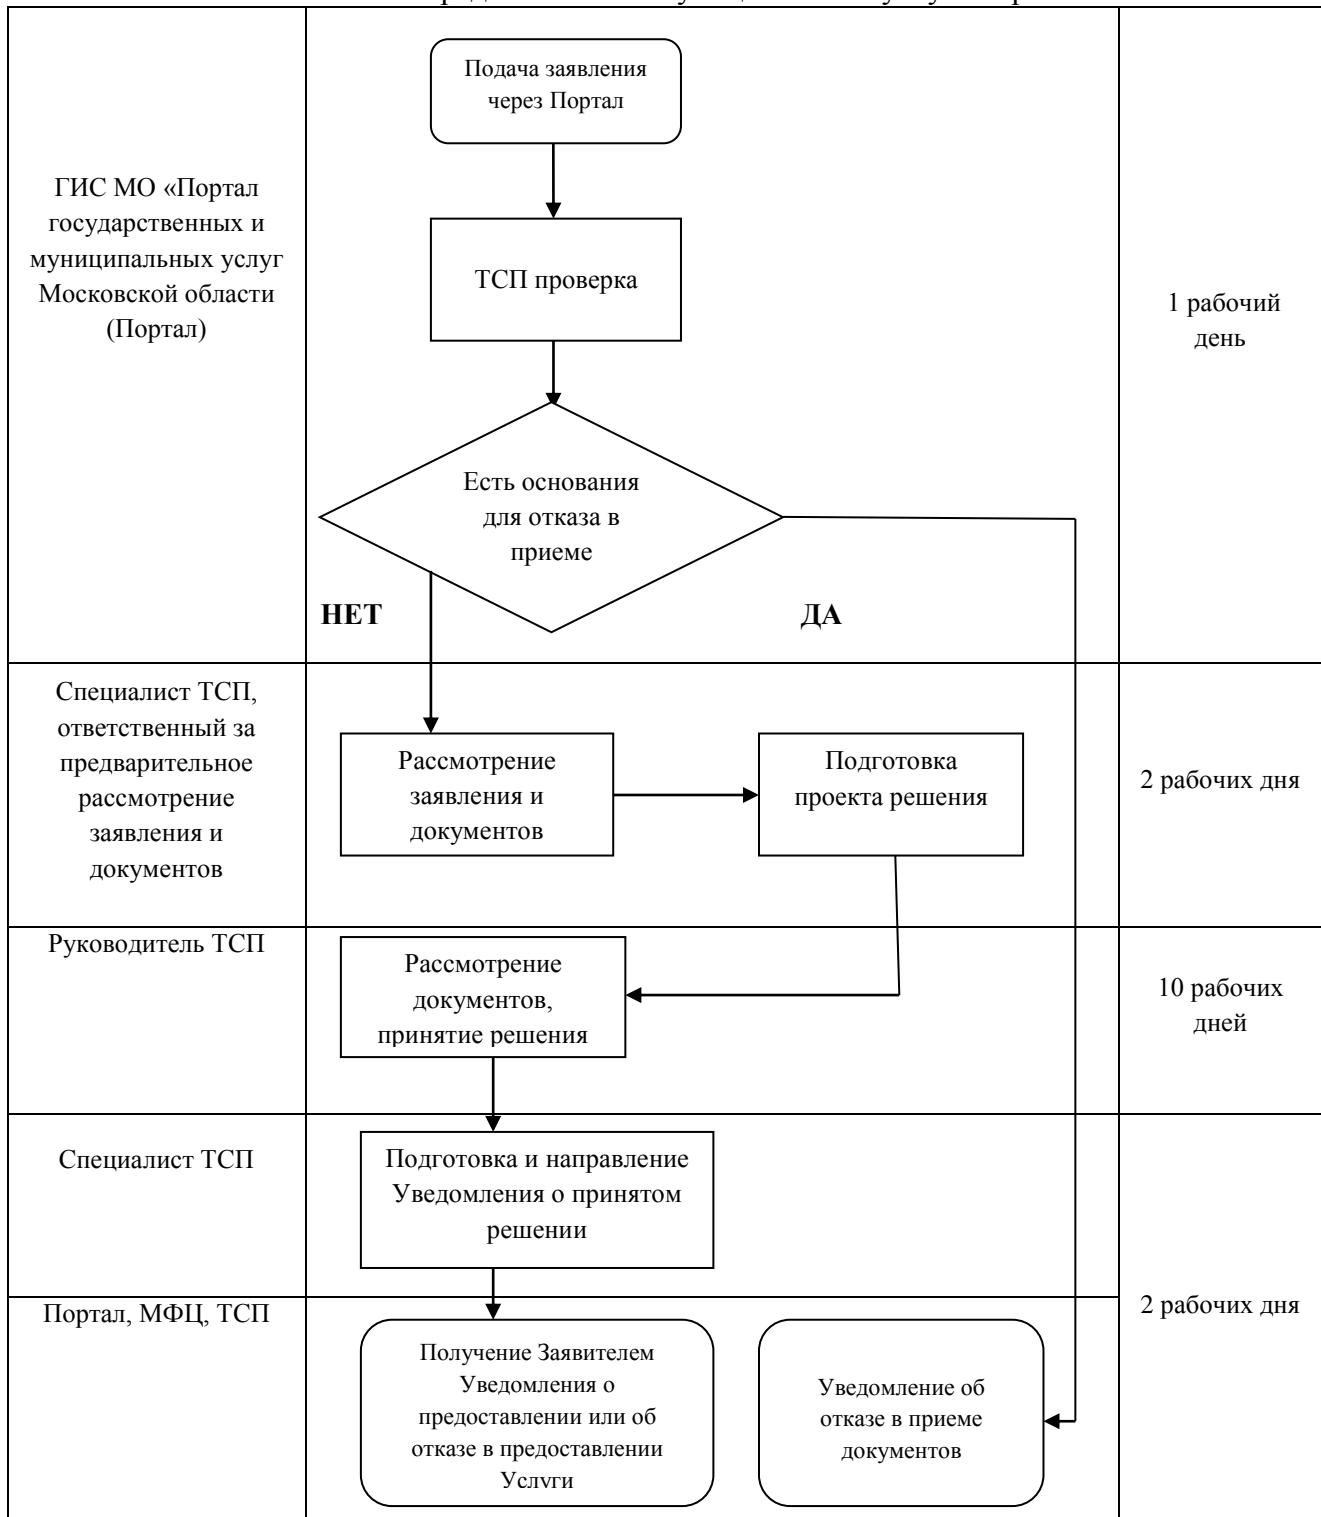 Подача заявления
через Портал
ГИС МО «Портал
государственных и
муниципальных услуг
Московской области
(Портал)
ТСП проверка
1 рабочий
день
Есть основания
для отказа в
приеме
НЕТ
ДА
Специалист ТСП,
ответственный за
предварительное
рассмотрение
заявления и
документов
Рассмотрение
заявления и
документов
Подготовка
проекта решения
2 рабочих дня
Руководитель ТСП
Рассмотрение
документов,
принятие решения
10 рабочих
дней
Специалист ТСП
Подготовка и направление
Уведомления о принятом
решении
2 рабочих дня
Портал, МФЦ, ТСП
Получение Заявителем
Уведомления о
предоставлении или об
отказе в предоставлении
Услуги
Уведомление об
отказе в приеме
документов